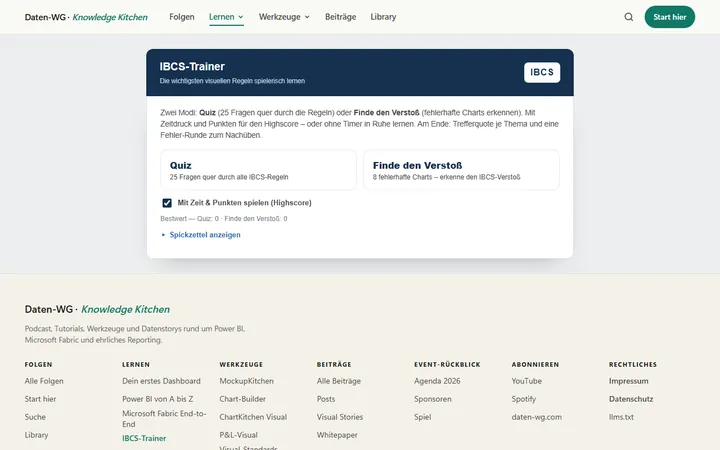 Daten-WG · Knowledge Kitchen
Folgen
Lernen
Werkzeuge
Beiträge
Library
Start hier
IBCS-Trainer
Die wichtigsten visuellen Regeln spielerisch lernen
IBCS
Zwei Modi: Quiz (25 Fragen quer durch die Regeln) oder Finde den Verstoß (fehlerhafte Charts erkennen). Mit
Zeitdruck und Punkten für den Highscore – oder ohne Timer in Ruhe lernen. Am Ende: Trefferquote je Thema und eine
Fehler-Runde zum Nachüben.
Quiz
25 Fragen quer durch alle IBCS-Regeln
Finde den Verstoß
8 fehlerhafte Charts – erkenne den IBCS-Verstoß
Mit Zeit & Punkten spielen (Highscore)
Bestwert — Quiz: 0 · Finde den Verstoß: 0
Spickzettel anzeigen
Daten-WG · Knowledge Kitchen
Podcast, Tutorials, Werkzeuge und Datenstorys rund um Power BI,
Microsoft Fabric und ehrliches Reporting.
FOLGEN
Alle Folgen
Start hier
Suche
Library
LERNEN
Dein erstes Dashboard
Power BI von A bis Z
Microsoft Fabric End-to-
End
IBCS-Trainer
WERKZEUGE
MockupKitchen
Chart-Builder
ChartKitchen Visual
P&L-Visual
Visual-Standards
BEITRÄGE
Alle Beiträge
Posts
Visual Stories
Whitepaper
EVENT-RÜCKBLICK
Agenda 2026
Sponsoren
Spiel
ABONNIEREN
YouTube
Spotify
daten-wg.com
RECHTLICHES
Impressum
Datenschutz
llms.txt